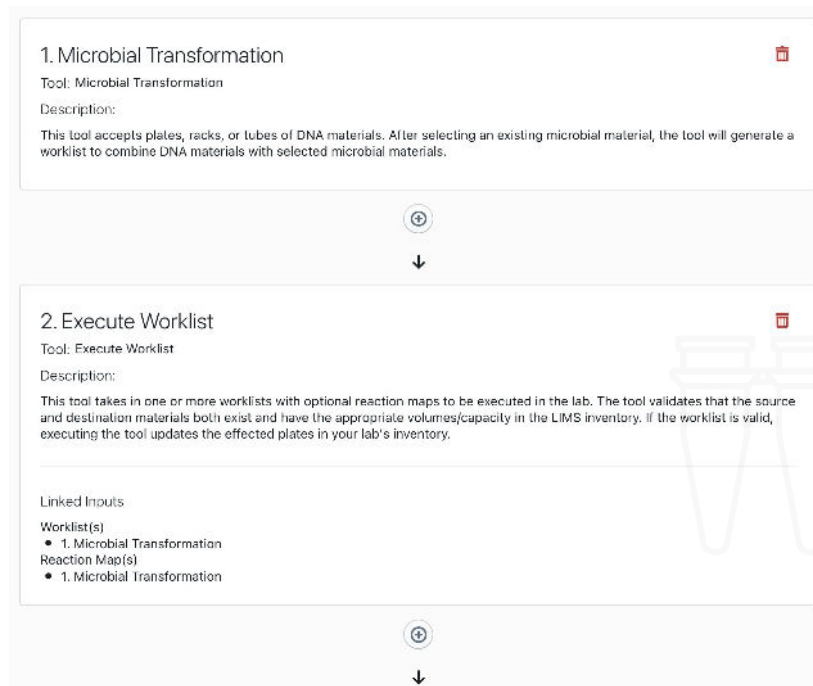 1. Microbial Transformation
Tool: Microbial Transformation
Description:
This tool accepts plates, racks, or tubes of DNA materials. After selecting an existing microbial material, the tool will generate a
worklist to combine DNA materials with selected microbial materials.
2. Execute Worklist
Tool: Execute Worklist
Description:
This tool takes in one or more worklists with optional reaction maps to be executed in the lab. The tool validates that the source
and destination materials both exist and have the appropriate volumes/capacity in the LIMS inventory. If the worklist is valid,
executing the tool updates the effected plates in your lab's inventory.
Linked Inputs
Worklist(s)
• 1. Microbial Transformation
Reaction Map(s)
• 1. Microbial Transformation